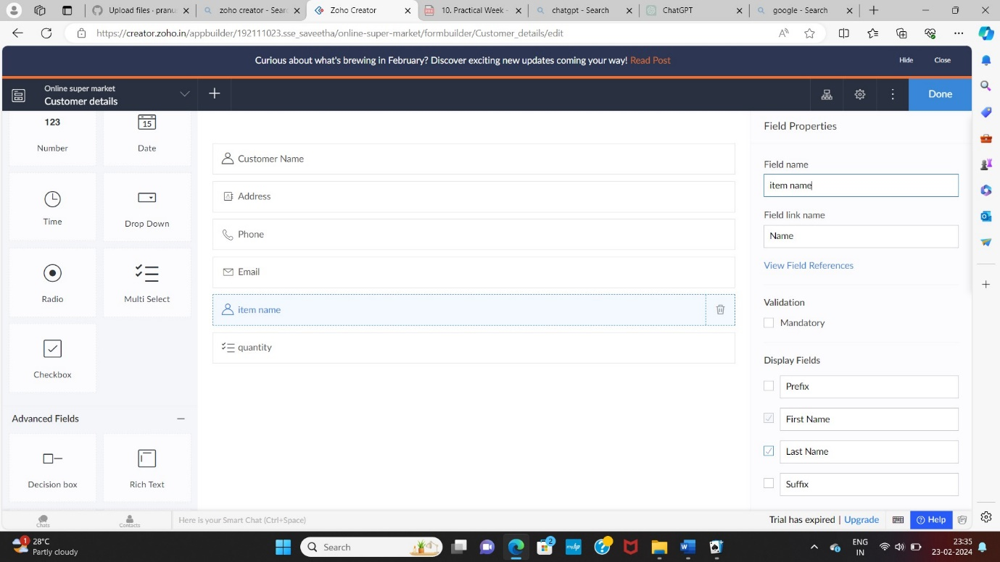 Upload files · pranu
zoho creator - Sear
Zoho Creator
10. Practical Week -
chatgpt - Search
ChatGPT
google - Search
https://creator.zoho.in/appbuilder/192111023.sse_saveetha/online-super-market/formbuilder/Customer_details/edit
Curious about what's brewing in February? Discover exciting new updates coming your way! Read Post
Hide
Close
Online super market
Customer details
Done
123
Number
15
Date
Time
Drop Down
Radio
Multi Select
Checkbox
Advanced Fields
Decision box
Rich Text
Customer Name
Address
Phone
Email
item name
quantity
Field Properties
Field name
item name
Field link name
Name
View Field References
Validation
Mandatory
Display Fields
Prefix
First Name
Last Name
Suffix
Chats
Contacts
Here is your Smart Chat (Ctrl+Space)
Trial has expired | Upgrade
Help
1
28°C
Partly cloudy
Search
2
myhp
ENG
IN
23:35
23-02-2024